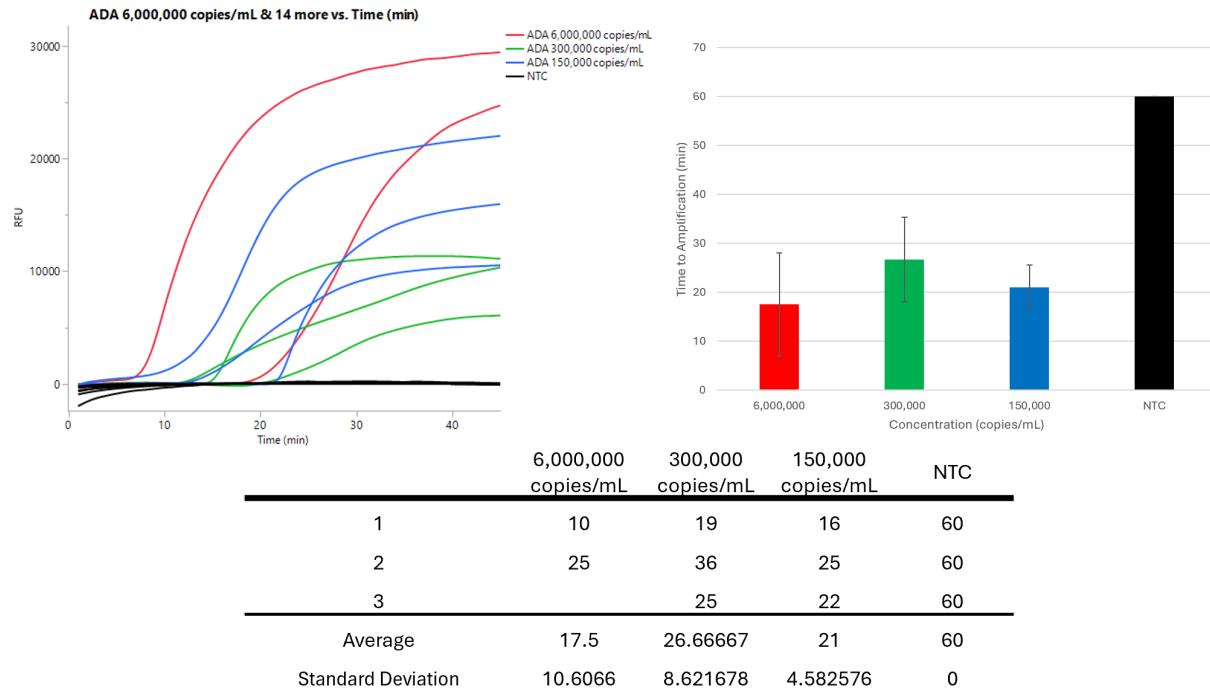 ADA 6,000,000 copies/mL & 14 more vs. Time (min)
30000
20000
10000
0
RFU
0
10
20
30
40
Time (min)
ADA 6,000,000 copies/mL
ADA 300,000 copies/mL
ADA 150,000 copies/mL
NTC
70
60
50
40
30
20
10
0
Time to Amplification (min)
6,000,000
300,000
150,000
NTC
Concentration (copies/mL)
6,000,000 copies/mL 300,000 copies/mL 150,000 copies/mL NTC
1 10 19 16 60
2 25 36 25 60
3 25 22 60
Average 17.5 26.66667 21 60
Standard Deviation 10.6066 8.621678 4.582576 0